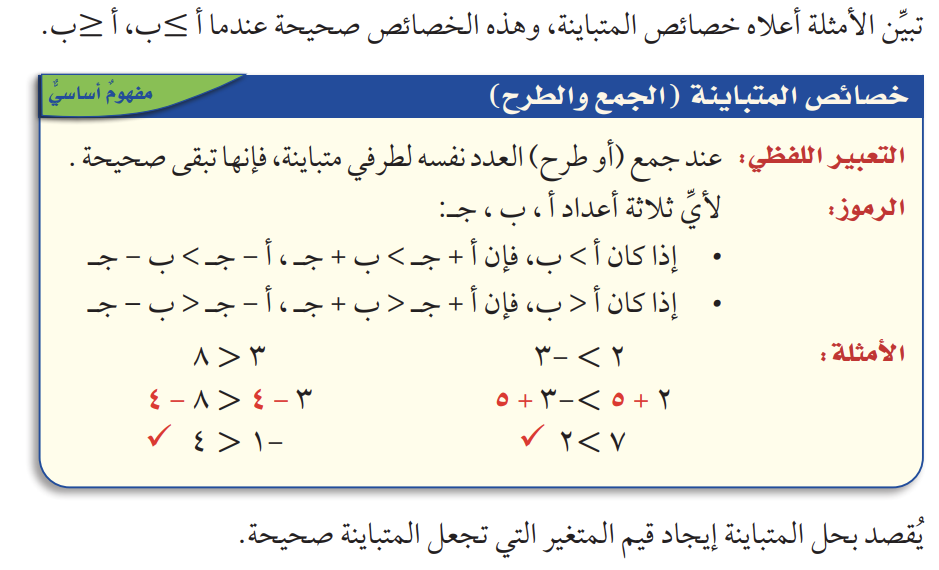 تبيِّن الأمثلة أعلاه خصائص المتباينة، وهذه الخصائص صحيحة عندما أ ≥ ب، أ ≤ ب.
خصائص المتباينة (الجمع والطرح)
مفهومٌ أساسيٌّ
التعبير اللفظي: عند جمع (أو طرح) العدد نفسه لطرفي متباينة، فإنها تبقى صحيحة.
الرموز: لأيِّ ثلاثة أعداد أ ، ب ، جـ:
• إذا كان أ > ب، فإن أ + جـ > ب + جـ ، أ – جـ > ب – جـ
• إذا كان أ < ب، فإن أ + جـ < ب + جـ ، أ – جـ < ب – جـ
الأمثلة: ٢ > –٣ ٣ < ٨
٢ + ٥ > –٣ + ٥ ٣ – ٤ < ٨ – ٤
٧ > ٢ ✓ –١ < ٤ ✓
يُقصد بحل المتباينة إيجاد قيم المتغير التي تجعل المتباينة صحيحة.